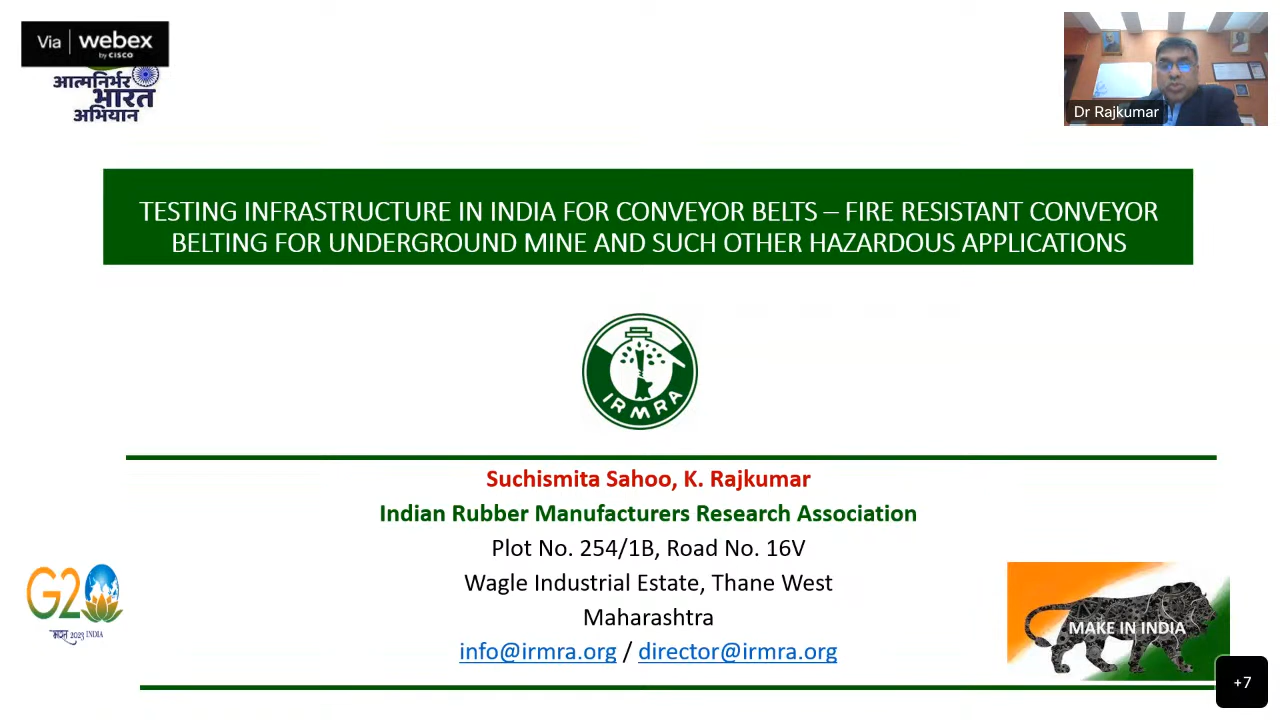 Via webex
by CISCO
आत्मनिर्भर
भारत
अभियान
Dr Rajkumar
TESTING INFRASTRUCTURE IN INDIA FOR CONVEYOR BELTS – FIRE RESISTANT CONVEYOR
BELTING FOR UNDERGROUND MINE AND SUCH OTHER HAZARDOUS APPLICATIONS
IRMRA
Suchismita Sahoo, K. Rajkumar
Indian Rubber Manufacturers Research Association
Plot No. 254/1B, Road No. 16V
Wagle Industrial Estate, Thane West
Maharashtra
info@irmra.org / director@irmra.org
G20
भारत 2023 INDIA
MAKE IN INDIA
+7